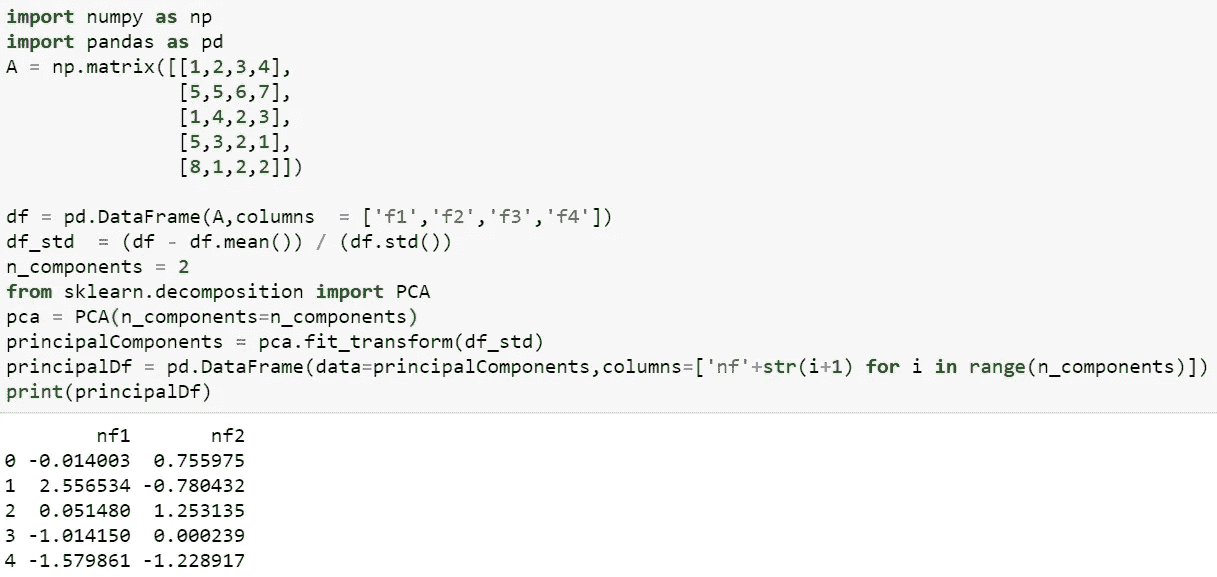 import numpy as np
import pandas as pd
A = np.matrix([[1,2,3,4],
               [5,5,6,7],
               [1,4,2,3],
               [5,3,2,1],
               [8,1,2,2]])

df = pd.DataFrame(A,columns  = ['f1','f2','f3','f4'])
df_std  = (df - df.mean()) / (df.std())
n_components = 2
from sklearn.decomposition import PCA
pca = PCA(n_components=n_components)
principalComponents = pca.fit_transform(df_std)
principalDf = pd.DataFrame(data=principalComponents,columns=['nf'+str(i+1) for i in range(n_components)])
print(principalDf)
        nf1       nf2
0 -0.014003  0.755975
1  2.556534 -0.780432
2  0.051480  1.253135
3 -1.014150  0.000239
4 -1.579861 -1.228917